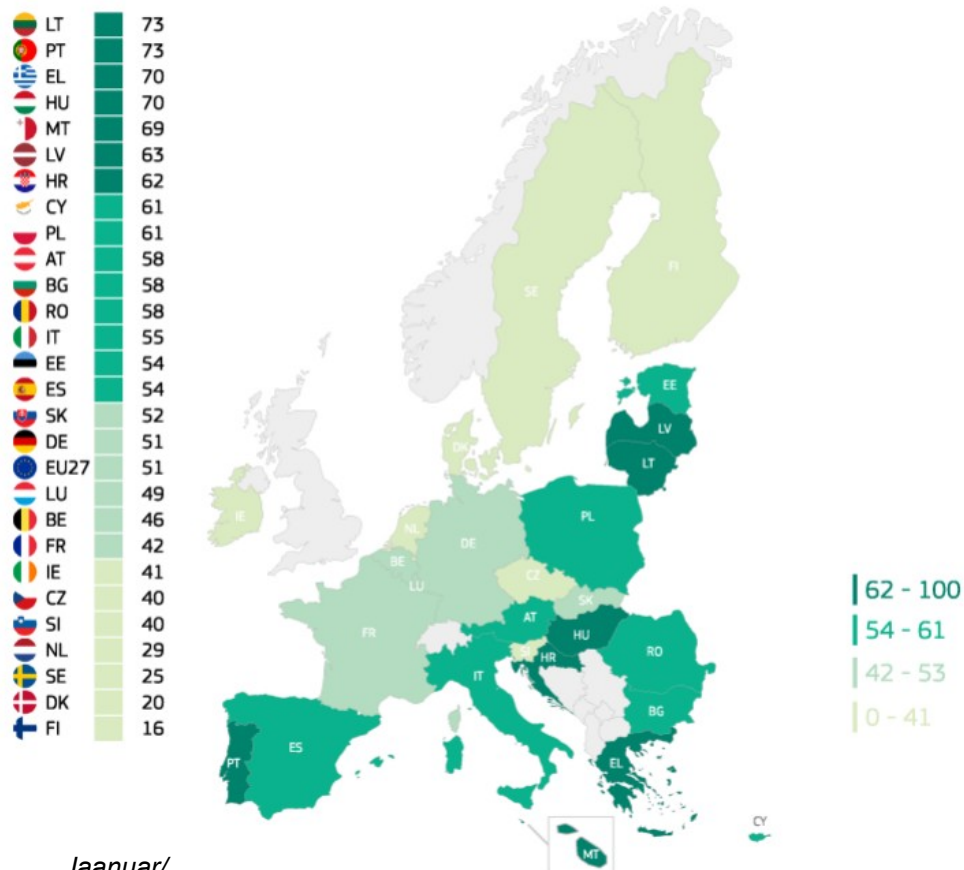 LT 73
PT 73
EL 70
HU 70
MT 69
LV 63
HR 62
CY 61
PL 61
AT 58
BG 58
RO 58
IT 55
EE 54
ES 54
SK 52
DE 51
EU27 51
LU 49
BE 46
FR 42
IE 41
CZ 40
SI 40
NL 29
SE 25
DK 20
FI 16
FI
SE
EE
LV
DK
LT
IE
PL
NL
DE
BE
CZ
LU
SK
AT
FR
HU
SI
HR
RO
IT
BG
ES
PT
EL
CY
MT
62 - 100
54 - 61
42 - 53
0 - 41
Jaanuar/